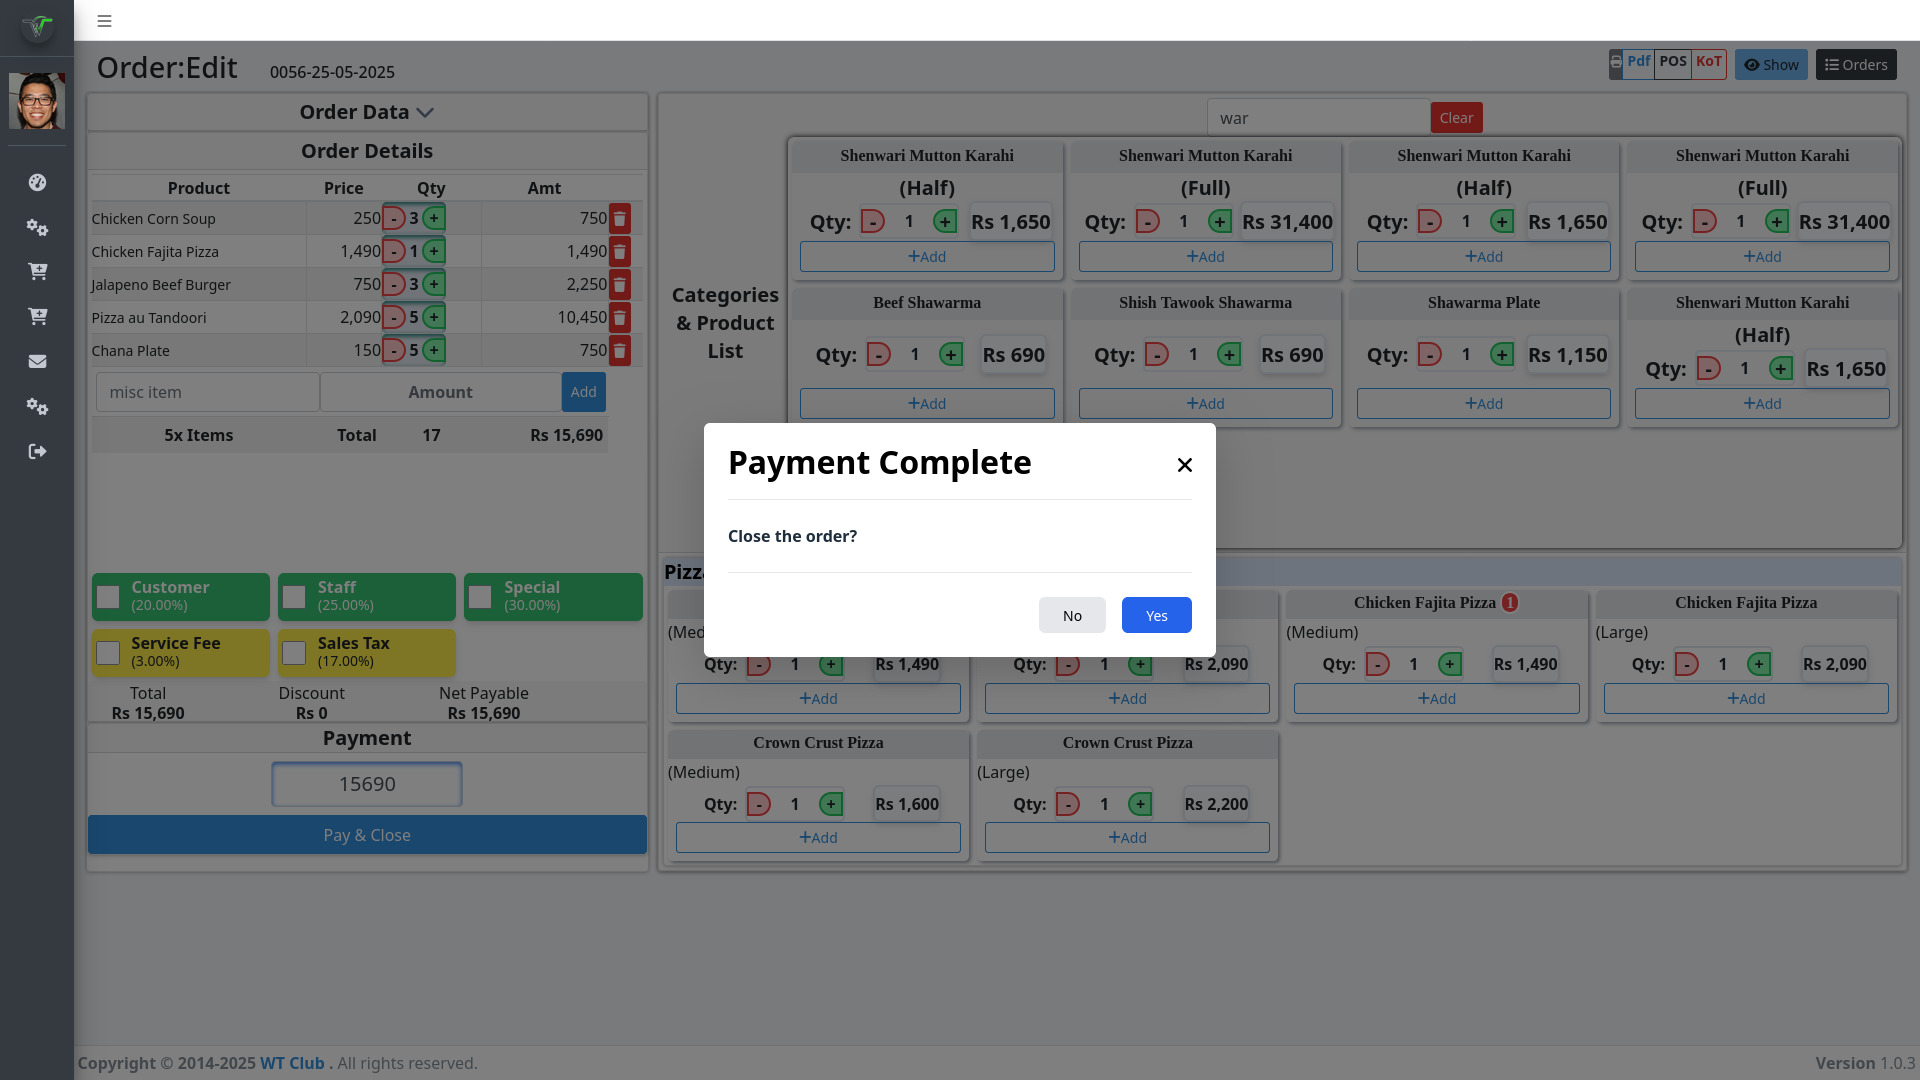 Order:Edit 0056-25-05-2025
Pdf POS KoT Show Orders
Order Data
Order Details
Product Price Qty Amt
Chicken Corn Soup 250 - 3 + 750
Chicken Fajita Pizza 1,490 - 1 + 1,490
Jalapeno Beef Burger 750 - 3 + 2,250
Pizza au Tandoori 2,090 - 5 + 10,450
Chana Plate 150 - 5 + 750
misc item Amount Add
5x Items Total 17 Rs 15,690
Customer (20.00%)
Staff (25.00%)
Special (30.00%)
Service Fee (3.00%)
Sales Tax (17.00%)
Total Discount Net Payable
Rs 15,690 Rs 0 Rs 15,690
Payment
15690
Pay & Close
war Clear
Categories
& Product
List
Shenwari Mutton Karahi
(Half)
Qty: - 1 + Rs 1,650
Add
Shenwari Mutton Karahi
(Full)
Qty: - 1 + Rs 31,400
Add
Shenwari Mutton Karahi
(Half)
Qty: - 1 + Rs 1,650
Add
Shenwari Mutton Karahi
(Full)
Qty: - 1 + Rs 31,400
Add
Beef Shawarma
Qty: - 1 + Rs 690
Add
Shish Tawook Shawarma
Qty: - 1 + Rs 690
Add
Shawarma Plate
Qty: - 1 + Rs 1,150
Add
Shenwari Mutton Karahi
(Half)
Qty: - 1 + Rs 1,650
Add
Payment Complete
Close the order?
No Yes
Qty: - 1 + Rs 1,490
Add
Qty: - 1 + Rs 2,090
Add
Chicken Fajita Pizza 1
(Medium)
Qty: - 1 + Rs 1,490
Add
Chicken Fajita Pizza
(Large)
Qty: - 1 + Rs 2,090
Add
Crown Crust Pizza
(Medium)
Qty: - 1 + Rs 1,600
Add
Crown Crust Pizza
(Large)
Qty: - 1 + Rs 2,200
Add
Copyright © 2014-2025 WT Club . All rights reserved.
Version 1.0.3